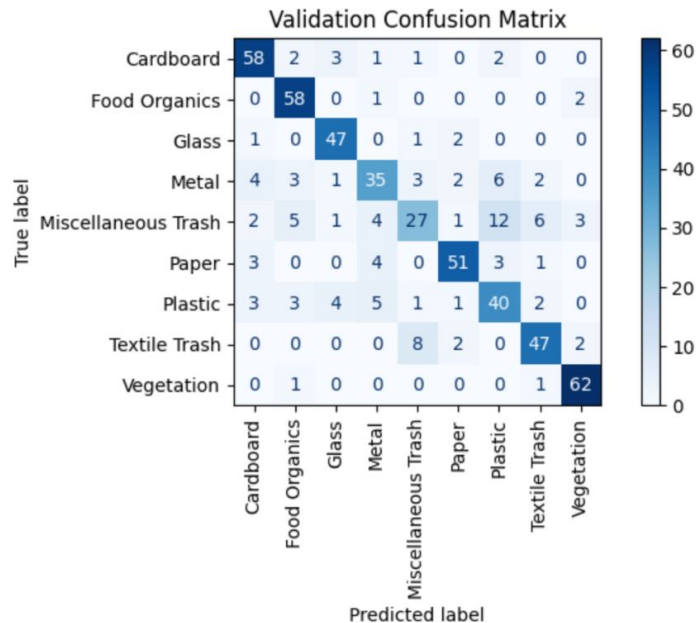 Validation Confusion Matrix
Cardboard 58 2 3 1 1 0 2 0 0
Food Organics 0 58 0 1 0 0 0 0 2
Glass 1 0 47 0 1 2 0 0 0
Metal 4 3 1 35 3 2 6 2 0
Miscellaneous Trash 2 5 1 4 27 1 12 6 3
Paper 3 0 0 4 0 51 3 1 0
Plastic 3 3 4 5 1 1 40 2 0
Textile Trash 0 0 0 0 8 2 0 47 2
Vegetation 0 1 0 0 0 0 0 1 62
True label
Cardboard
Food Organics
Glass
Metal
Miscellaneous Trash
Paper
Plastic
Textile Trash
Vegetation
Predicted label
60
50
40
30
20
10
0